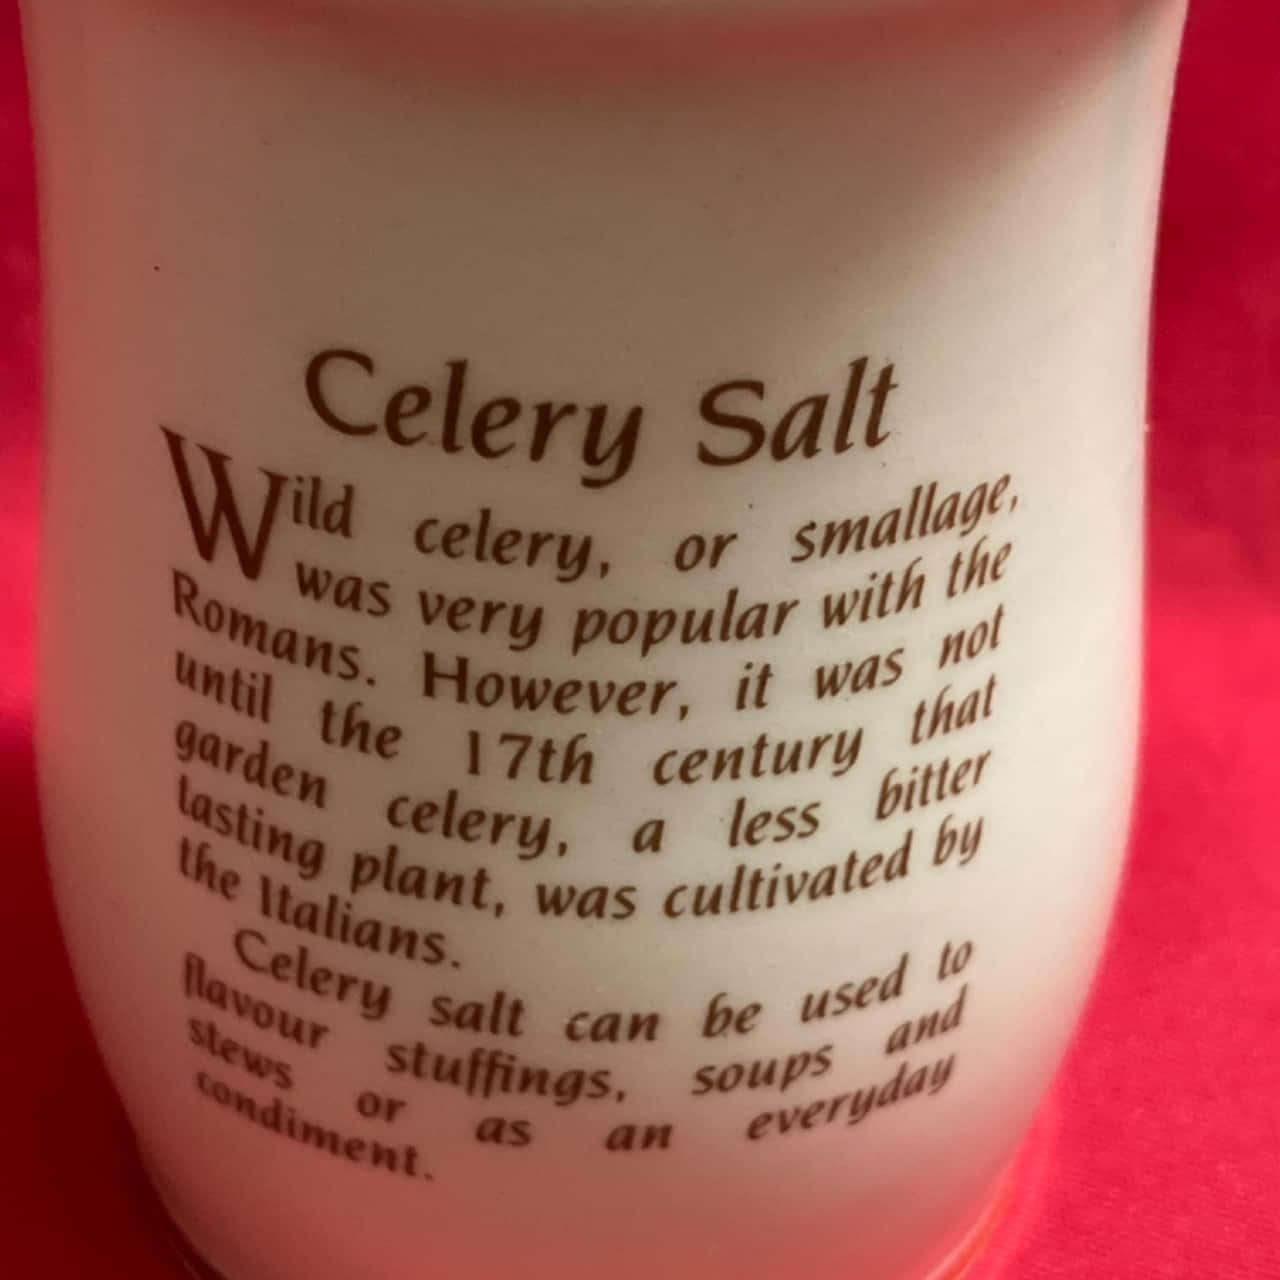 Celery Salt
Wild celery, or smallage,
was very popular with the
Romans. However, it was not
until the 17th century that
garden celery, a less bitter
tasting plant, was cultivated by
the Italians.
Celery salt can be used to
flavour stuffings, soups and
stews or as an everyday
condiment.